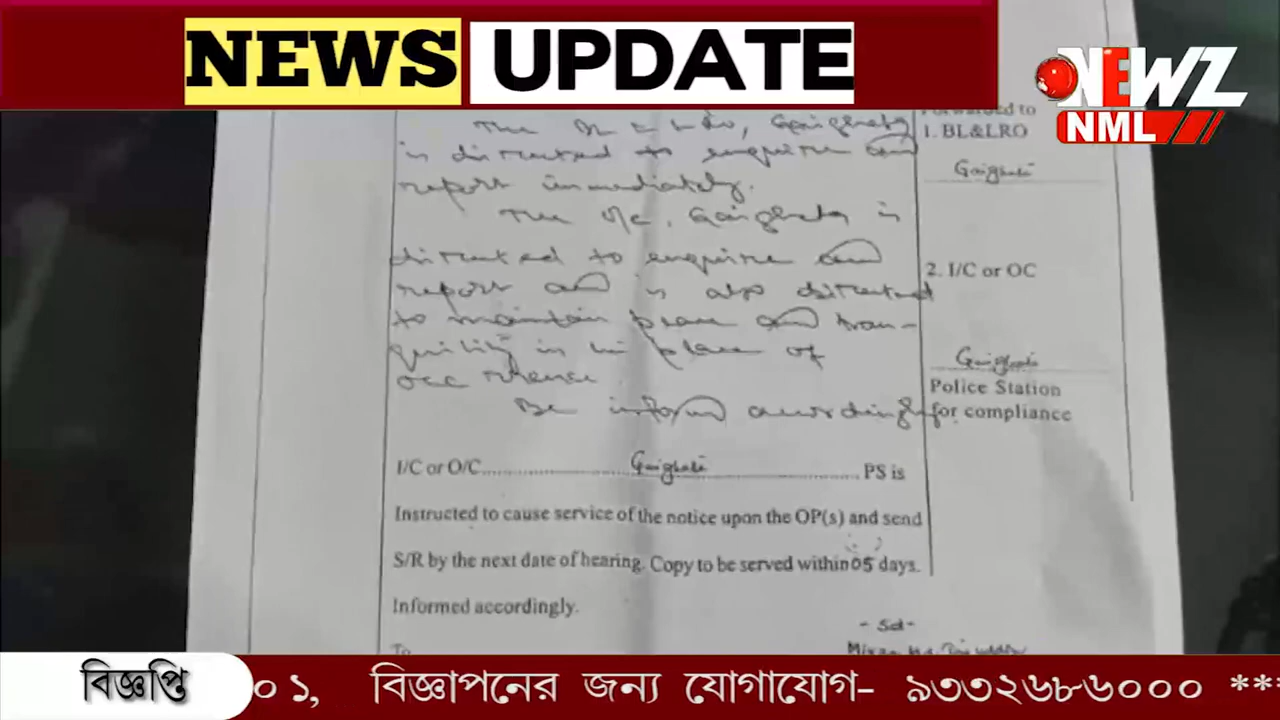 NEWS UPDATE
NEWZ
NML
Forwarded to
1. BL&LRO
Gaighata
The BL & LRO, Gaighata
is directed to enquire and
report immediately.
The O/C, Gaighata is
directed to enquire and
report and is also directed
to maintain peace and tran-
quility in the place of
occurrence
Be inform accordingly
2. I/C or OC
Gaighata
Police Station
for compliance
I/C or O/C Gaighata PS is
Instructed to cause service of the notice upon the OP(s) and send
S/R by the next date of hearing. Copy to be served within 05 days.
Informed accordingly.
- Sd-
To
বিজ্ঞপ্তি
০১, বিজ্ঞাপনের জন্য যোগাযোগ- ৯৩৩২৬৮৬০০০ ***